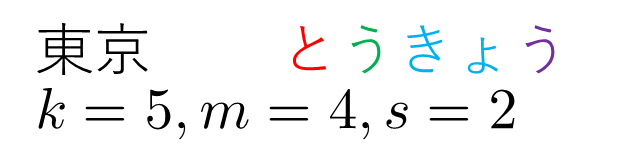 東京 とうきょう
k = 5, m = 4, s = 2